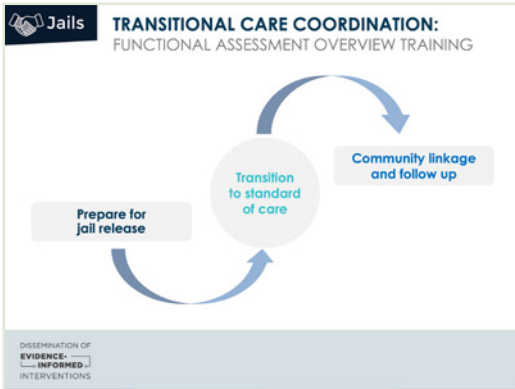 Jails
TRANSITIONAL CARE COORDINATION:
FUNCTIONAL ASSESSMENT OVERVIEW TRAINING
Community linkage
and follow up
Transition
to standard
of care
Prepare for
jail release
DISSEMINATION OF
EVIDENCE-
INFORMED
INTERVENTIONS